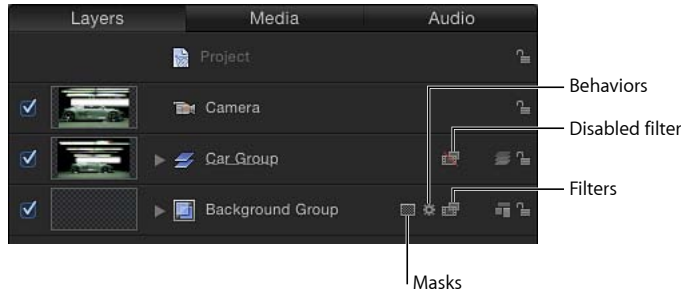 Layers
Media
Audio
Project
Camera
Car Group
Background Group
Behaviors
Disabled filter
Filters
Masks